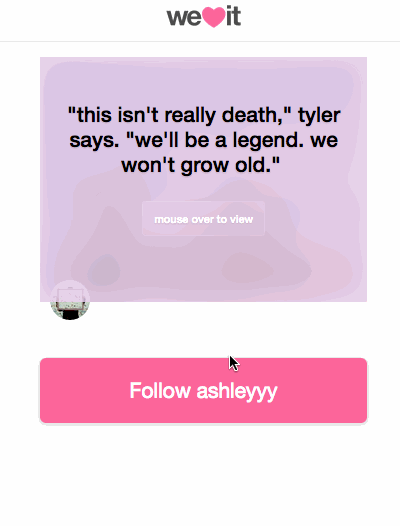 we it
"this isn't really death," tyler
says. "we'll be a legend. we
won't grow old."
mouse over to view
Follow ashleyyy